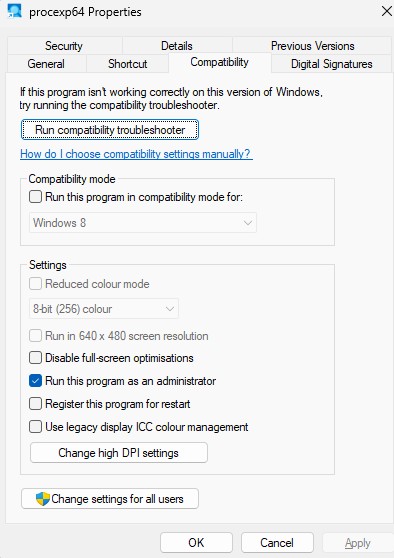 procexp64 Properties
Security Details Previous Versions
General Shortcut Compatibility Digital Signatures
If this program isn't working correctly on this version of Windows,
try running the compatibility troubleshooter.
Run compatibility troubleshooter
How do I choose compatibility settings manually?
Compatibility mode
Run this program in compatibility mode for:
Windows 8
Settings
Reduced colour mode
8-bit (256) colour
Run in 640 x 480 screen resolution
Disable full-screen optimisations
Run this program as an administrator
Register this program for restart
Use legacy display ICC colour management
Change high DPI settings
Change settings for all users
OK Cancel Apply